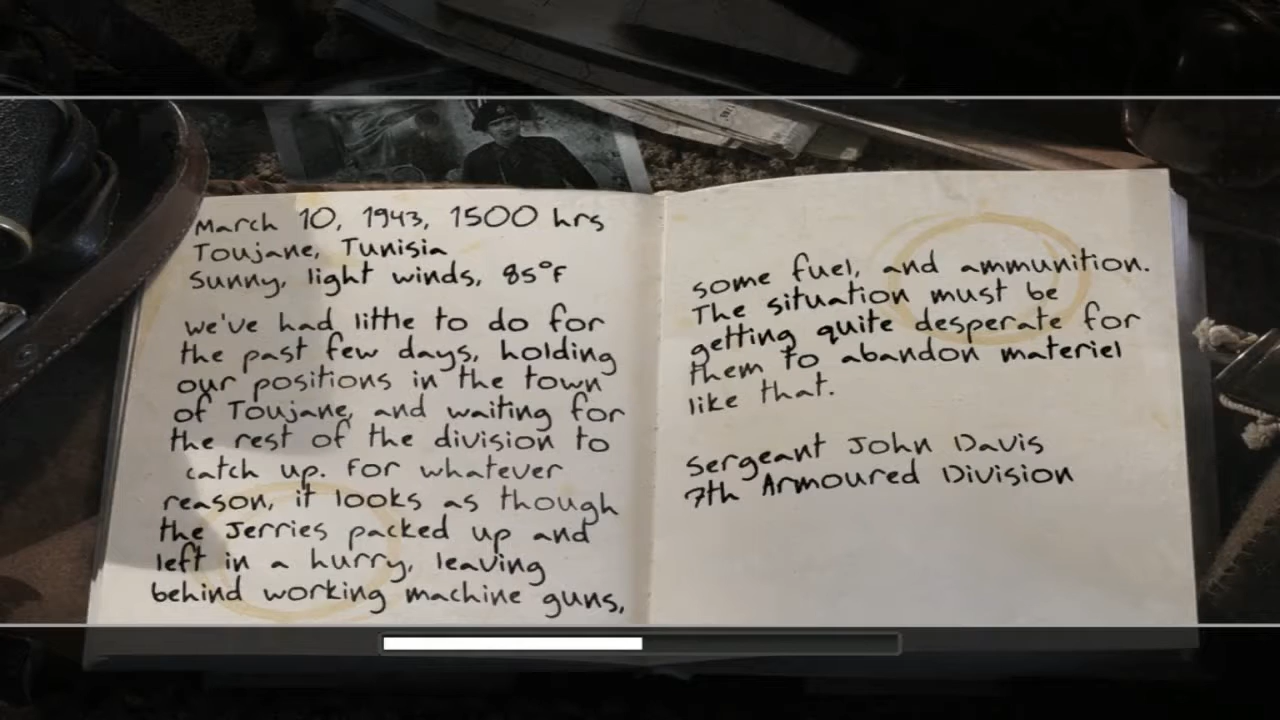 March 10, 1943, 1500 hrs
Toujane, Tunisia
Sunny, light winds, 85°F
We've had little to do for
the past few days, holding
our positions in the town
of Toujane, and waiting for
the rest of the division to
catch up. For whatever
reason, it looks as though
the Jerries packed up and
left in a hurry, leaving
behind working machine guns,
some fuel, and ammunition.
The situation must be
getting quite desperate for
them to abandon materiel
like that.
Sergeant John Davis
7th Armoured Division